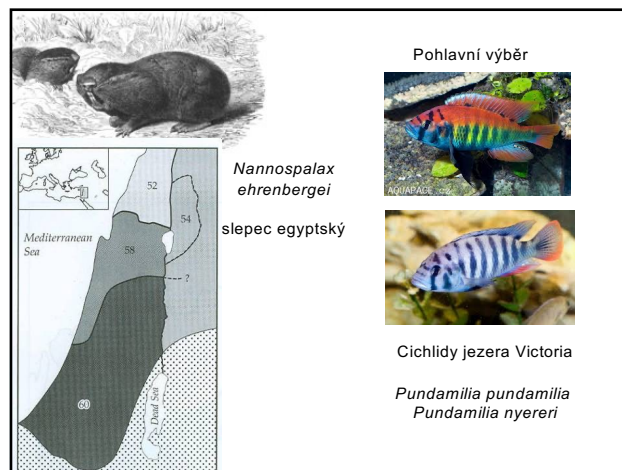 Nannospalax
ehrenbergei
slepec egyptský
52
54
Mediterranean
Sea
58
?
60
Dead Sea
Pohlavní výběr
Cichlidy jezera Victoria
Pundamilia pundamilia
Pundamilia nyereri